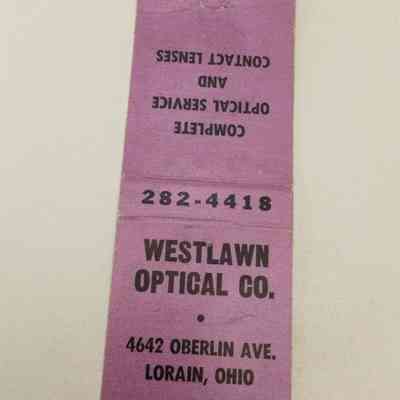 COMPLETE
OPTICAL SERVICE
AND
CONTACT LENSES
282-4418
WESTLAWN
OPTICAL CO.
•
4642 OBERLIN AVE.
LORAIN, OHIO